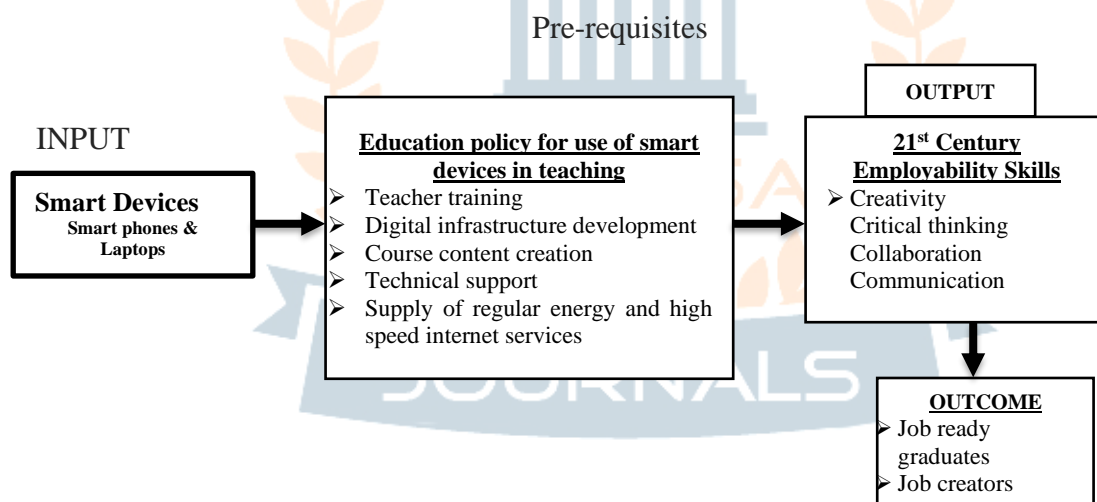 Pre-requisites
INPUT
Smart Devices
Smart phones &
Laptops
Education policy for use of smart
devices in teaching
➢ Teacher training
➢ Digital infrastructure development
➢ Course content creation
➢ Technical support
➢ Supply of regular energy and high
speed internet services
OUTPUT
21st Century
Employability Skills
➢ Creativity
Critical thinking
Collaboration
Communication
OUTCOME
➢ Job ready
graduates
➢ Job creators
JOURNALS